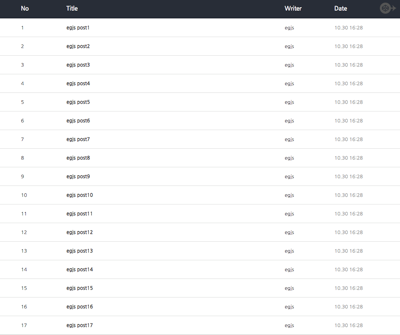 No Title Writer Date
1 egjs post1 egjs 10.30 16:28
2 egjs post2 egjs 10.30 16:28
3 egjs post3 egjs 10.30 16:28
4 egjs post4 egjs 10.30 16:28
5 egjs post5 egjs 10.30 16:28
6 egjs post6 egjs 10.30 16:28
7 egjs post7 egjs 10.30 16:28
8 egjs post8 egjs 10.30 16:28
9 egjs post9 egjs 10.30 16:28
10 egjs post10 egjs 10.30 16:28
11 egjs post11 egjs 10.30 16:28
12 egjs post12 egjs 10.30 16:28
13 egjs post13 egjs 10.30 16:28
14 egjs post14 egjs 10.30 16:28
15 egjs post15 egjs 10.30 16:28
16 egjs post16 egjs 10.30 16:28
17 egjs post17 egjs 10.30 16:28